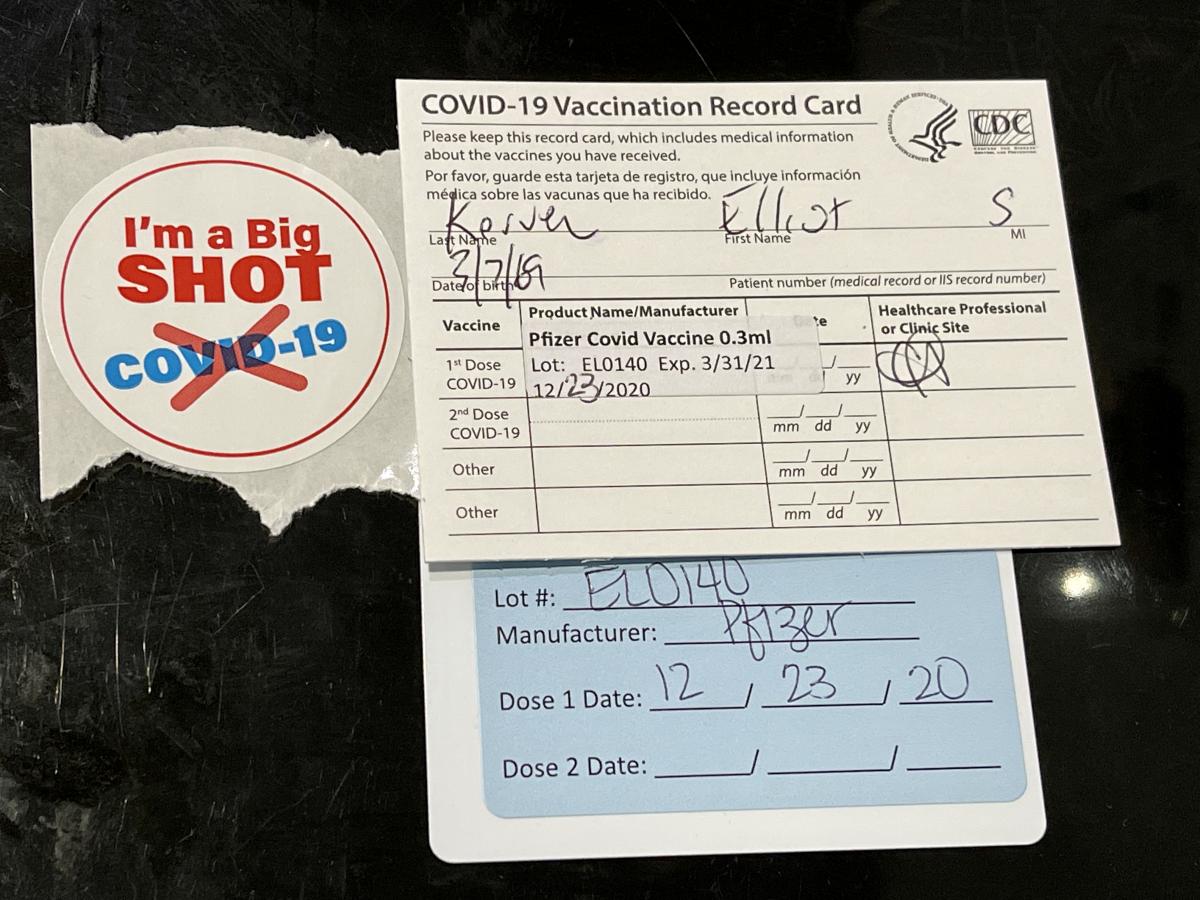 I'm a Big
SHOT
COVID-19
COVID-19 Vaccination Record Card
CDC
Please keep this record card, which includes medical information
about the vaccines you have received.
Por favor, guarde esta tarjeta de registro, que incluye información
médica sobre las vacunas que ha recibido.
Elliot S
Last Name First Name MI
3/7/69
Date of birth Patient number (medical record or IIS record number)
Vaccine Product Name/Manufacturer Healthcare Professional
or Clinic Site
Pfizer Covid Vaccine 0.3ml
1st Dose Lot: EL0140 Exp. 3/31/21
COVID-19 12/23/2020 yy
2nd Dose
COVID-19 mm dd yy
Other mm dd yy
Other mm dd yy
Lot #: EL0140
Manufacturer: Pfizer
Dose 1 Date: 12 / 23 / 20
Dose 2 Date: / /